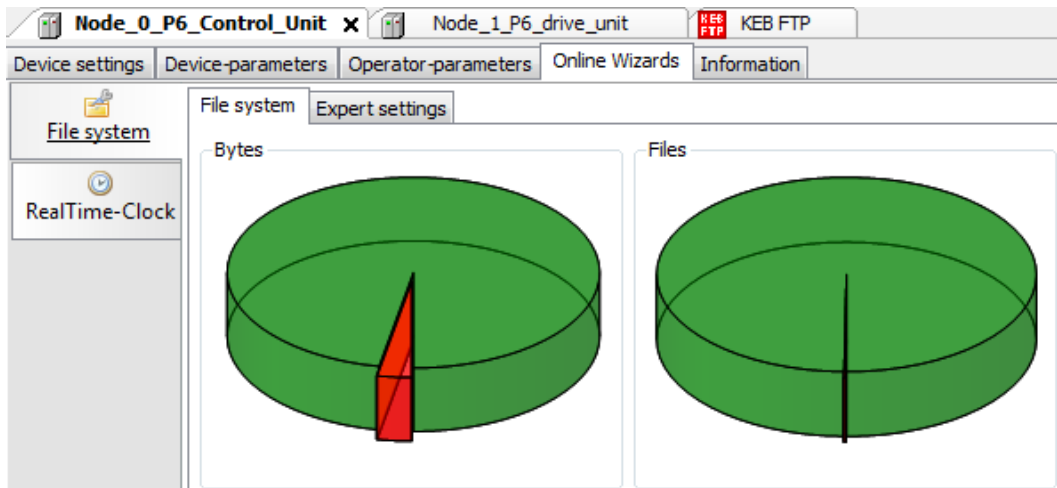 Node_0_P6_Control_Unit Node_1_P6_drive_unit KEB FTP KEB FTP
Device settings Device-parameters Operator-parameters Online Wizards Information
File system
RealTime-Clock
File system Expert settings
Bytes Files